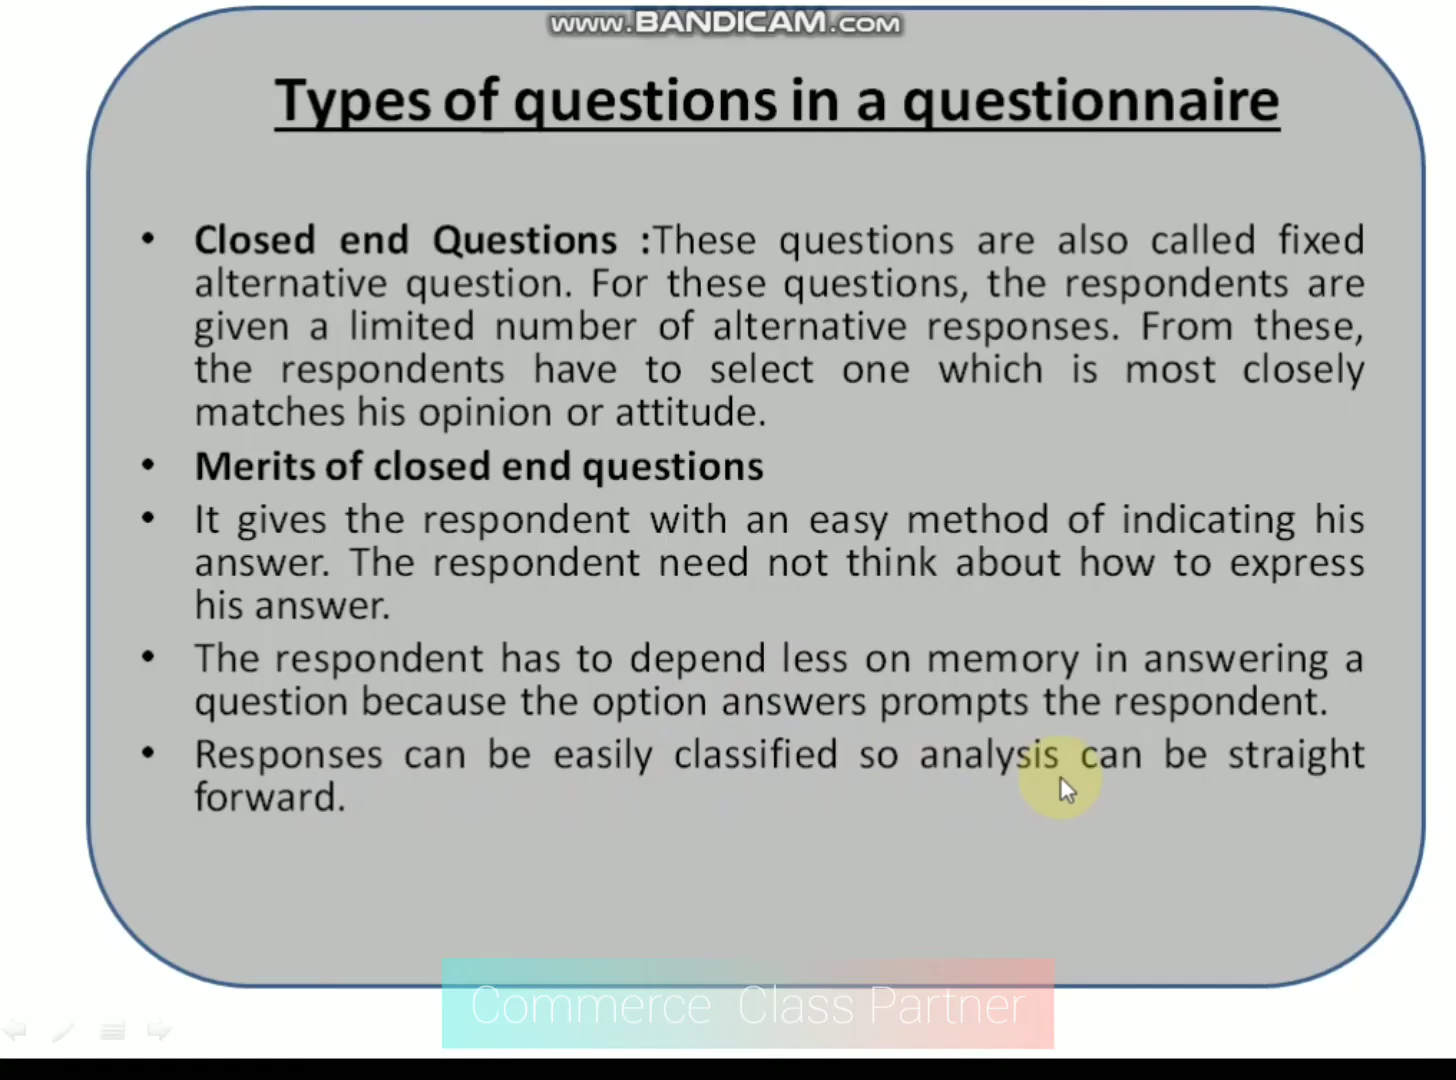 www.BANDICAM.com
Types of questions in a questionnaire
• Closed end Questions :These questions are also called fixed
alternative question. For these questions, the respondents are
given a limited number of alternative responses. From these,
the respondents have to select one which is most closely
matches his opinion or attitude.
• Merits of closed end questions
• It gives the respondent with an easy method of indicating his
answer. The respondent need not think about how to express
his answer.
• The respondent has to depend less on memory in answering a
question because the option answers prompts the respondent.
• Responses can be easily classified so analysis can be straight
forward.
Commerce Class Partner